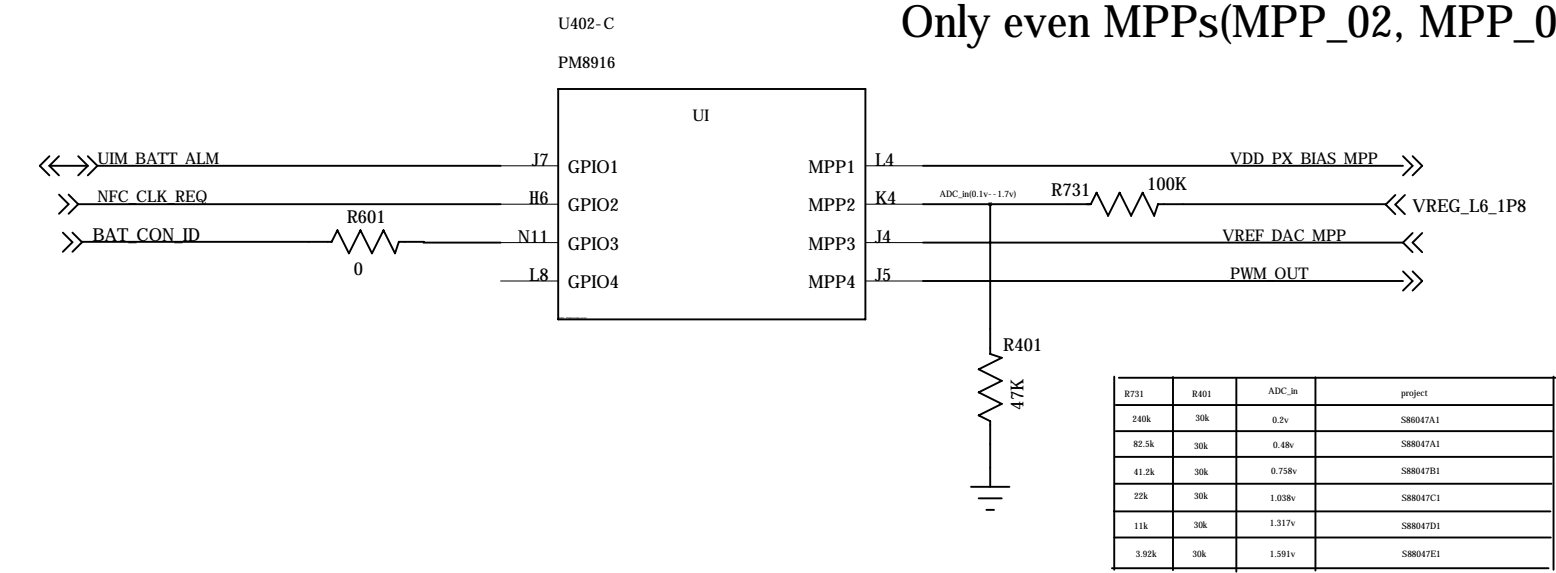 U402-C
Only even MPPs(MPP_02, MPP_0
PM8916
UI
UIM_BATT_ALM
J7
GPIO1
MPP1
L4
VDD_PX_BIAS_MPP
NFC_CLK_REQ
H6
GPIO2
MPP2
K4
ADC_in(0.1v--1.7v)
R731
100K
VREG_L6_1P8
BAT_CON_ID
R601
0
N11
GPIO3
MPP3
J4
VREF_DAC_MPP
L8
GPIO4
MPP4
J5
PWM_OUT
R401
47K
R731 R401 ADC_in project
240k 30k 0.2v S86047A1
82.5k 30k 0.48v S88047A1
41.2k 30k 0.758v S88047B1
22k 30k 1.038v S88047C1
11k 30k 1.317v S88047D1
3.92k 30k 1.591v S88047E1